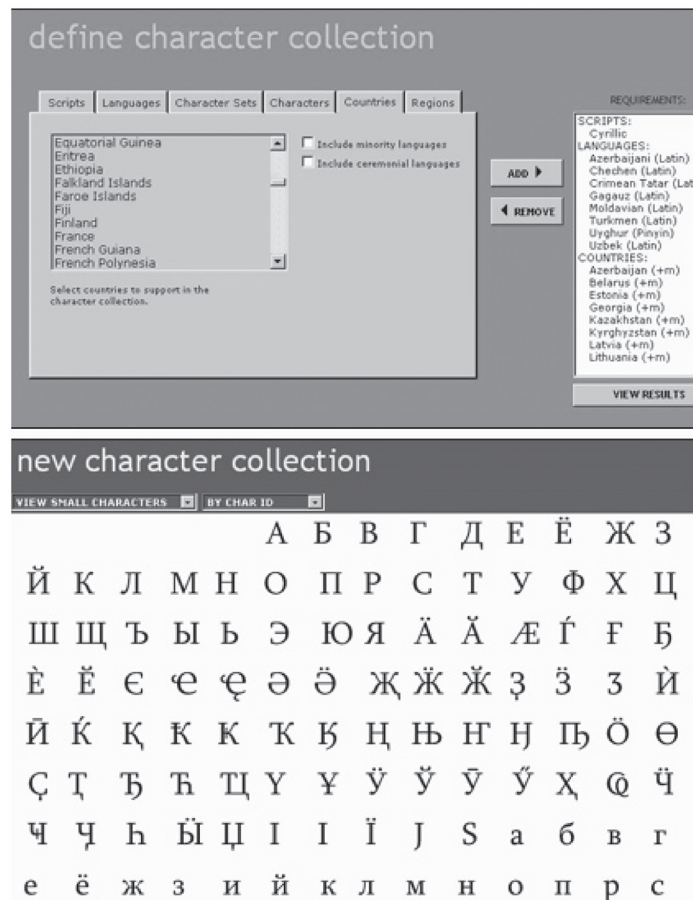 define character collection
Scripts Languages Character Sets Characters Countries Regions
Equatorial Guinea
Eritrea
Ethiopia
Falkland Islands
Faroe Islands
Fiji
Finland
France
French Guiana
French Polynesia
Include minority languages
Include ceremonial languages
Select countries to support in the
character collection.
ADD
REMOVE
REQUIREMENTS:
SCRIPTS:
Cyrillic
LANGUAGES:
Azerbaijani (Latin)
Chechen (Latin)
Crimean Tatar (Lat
Gagauz (Latin)
Moldavian (Latin)
Turkmen (Latin)
Uyghur (Pinyin)
Uzbek (Latin)
COUNTRIES:
Azerbaijan (+m)
Belarus (+m)
Estonia (+m)
Georgia (+m)
Kazakhstan (+m)
Kyrghyzstan (+m)
Latvia (+m)
Lithuania (+m)
VIEW RESULTS
new character collection
VIEW SMALL CHARACTERS BY CHAR ID
А Б В Г Д Е Ё Ж З
Й К Л М Н О П Р С Т У Ф Х Ц
Ш Щ Ъ Ы Ь Э Ю Я Ӓ Ӑ Ӕ Ѓ Ғ Ҕ
Ѐ Ӗ Є Ҽ Ҿ Ә Ӛ Җ Ӝ Ӂ Ҙ Ӟ Ӡ Ѝ
Ӣ Ќ Қ Ҟ Ҝ Ҡ Ӄ Ң Њ Ҥ Ӈ Ҧ Ӧ Ө
Ҫ Ҭ Ђ Ћ Ҵ Ү Ұ Ӱ Ў Ӯ Ӳ Ҳ Ҩ Ӵ
Ҹ Ҷ Һ Ӹ Џ І Ӏ Ї Ј Ѕ а б в г
е ё ж з и й к л м н о п р с